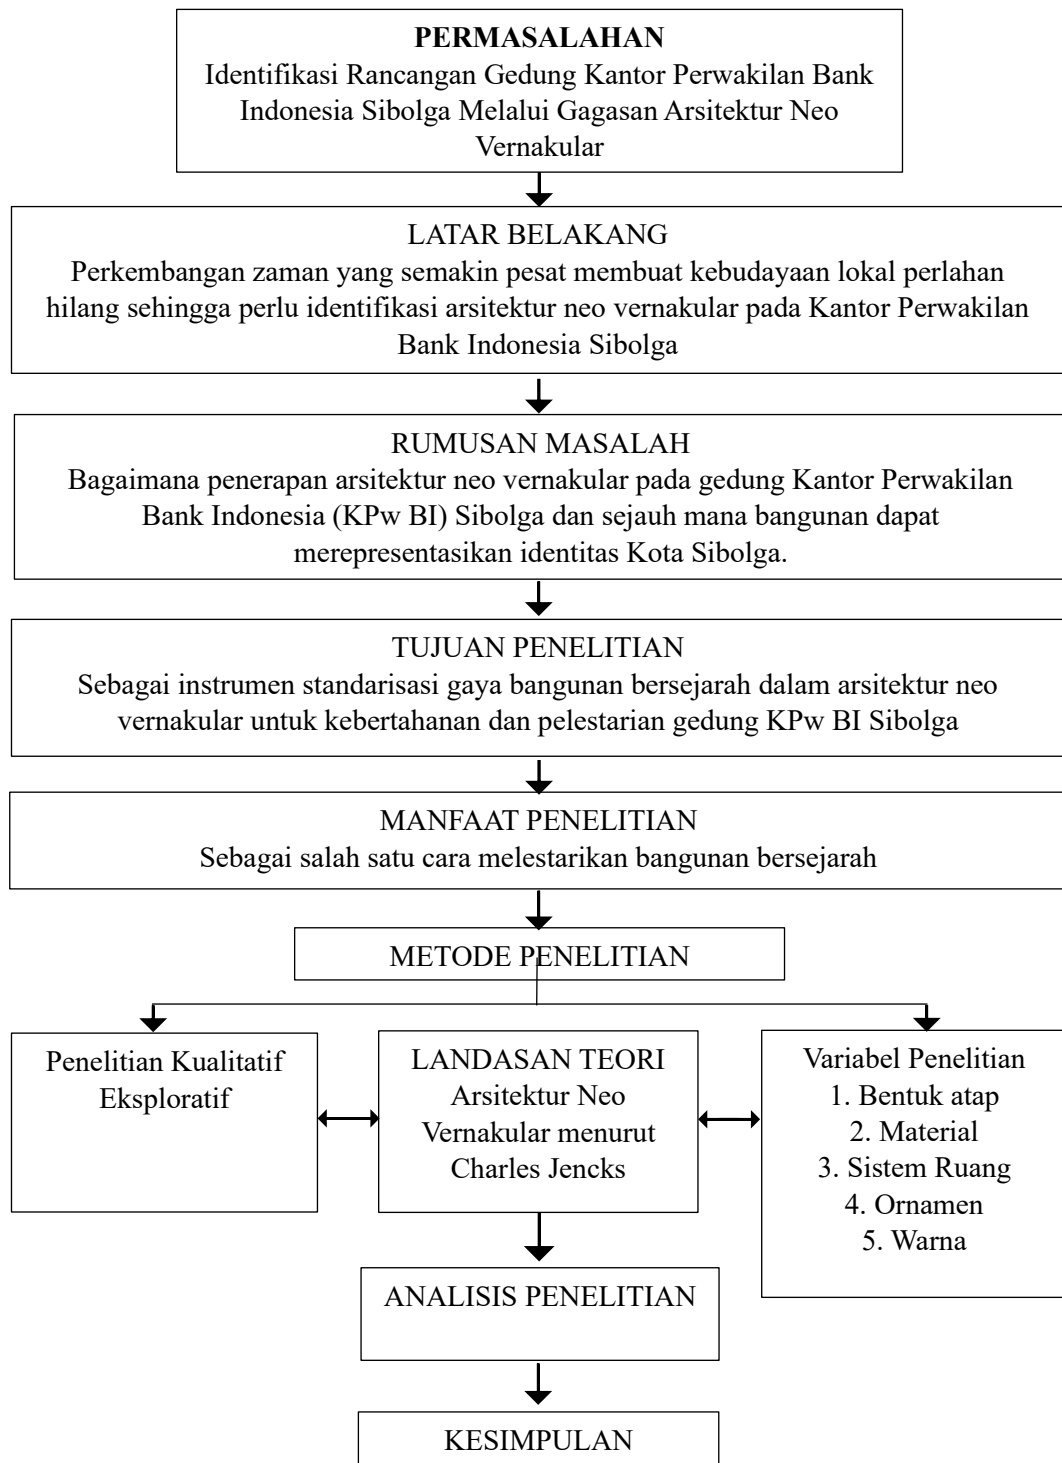 PERMASALAHAN
Identifikasi Rancangan Gedung Kantor Perwakilan Bank
Indonesia Sibolga Melalui Gagasan Arsitektur Neo
Vernakular
LATAR BELAKANG
Perkembangan zaman yang semakin pesat membuat kebudayaan lokal perlahan
hilang sehingga perlu identifikasi arsitektur neo vernakular pada Kantor Perwakilan
Bank Indonesia Sibolga
RUMUSAN MASALAH
Bagaimana penerapan arsitektur neo vernakular pada gedung Kantor Perwakilan
Bank Indonesia (KPw BI) Sibolga dan sejauh mana bangunan dapat
merepresentasikan identitas Kota Sibolga.
TUJUAN PENELITIAN
Sebagai instrumen standarisasi gaya bangunan bersejarah dalam arsitektur neo
vernakular untuk kebertahanan dan pelestarian gedung KPw BI Sibolga
MANFAAT PENELITIAN
Sebagai salah satu cara melestarikan bangunan bersejarah
METODE PENELITIAN
Penelitian Kualitatif
Eksploratif
LANDASAN TEORI
Arsitektur Neo
Vernakular menurut
Charles Jencks
Variabel Penelitian
1. Bentuk atap
2. Material
3. Sistem Ruang
4. Ornamen
5. Warna
ANALISIS PENELITIAN
KESIMPULAN